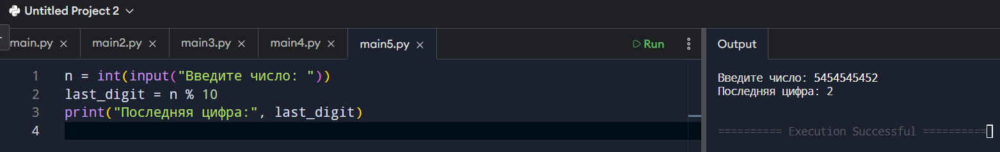 Untitled Project 2
main.py × main2.py × main3.py × main4.py × main5.py × Run Output
1 n = int(input("Введите число: "))
2 last_digit = n % 10
3 print("Последняя цифра:", last_digit)
4
Введите число: 5454545452
Последняя цифра: 2
========== Execution Successful ==========